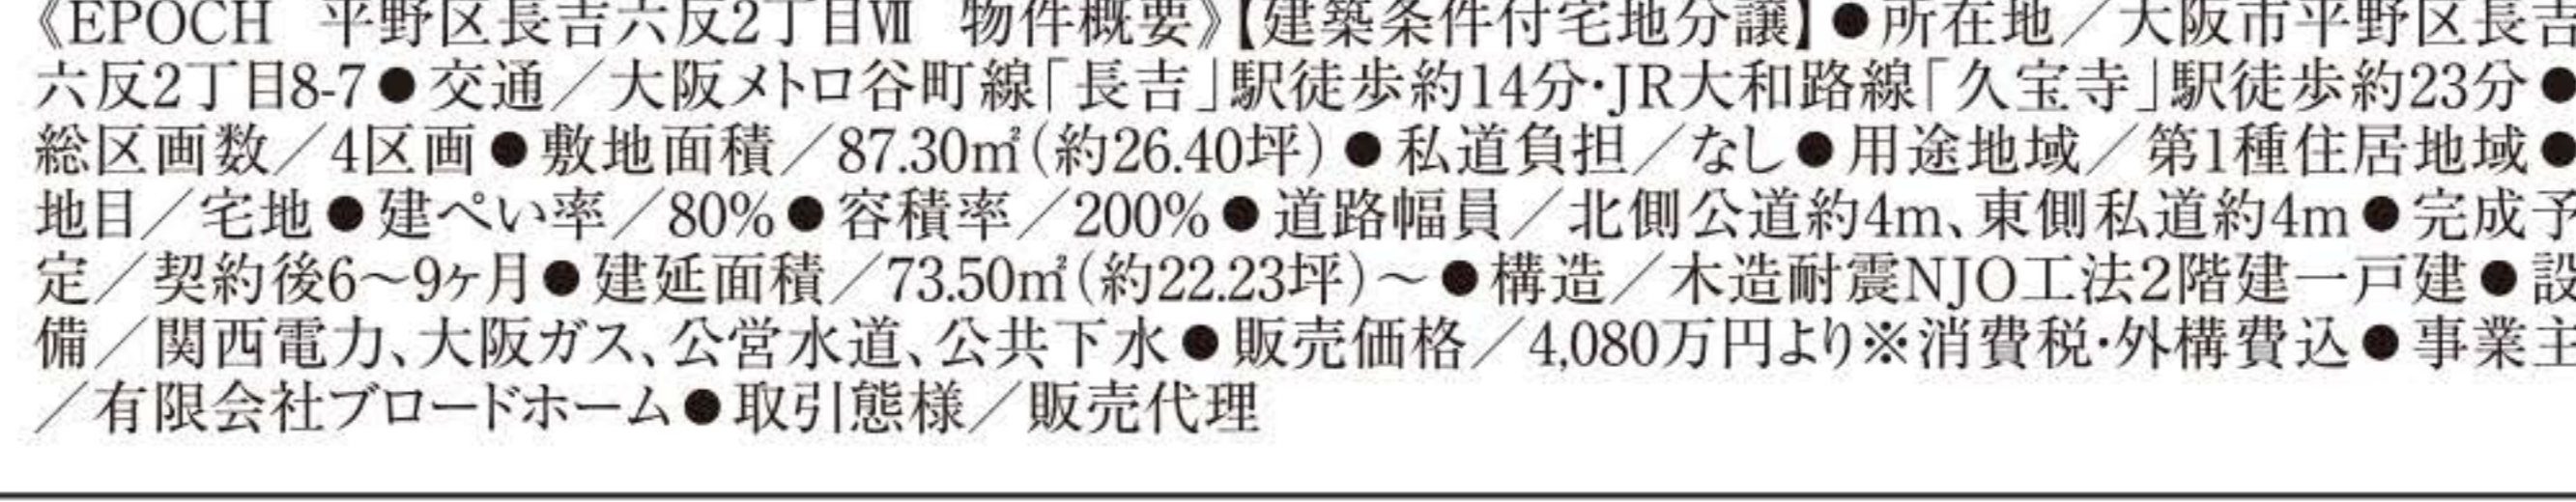 《EPOCH 平野区長吉六反2丁目Ⅶ 物件概要》【建築条件付宅地分譲】●所在地／大阪市平野区長吉
六反2丁目8-7●交通／大阪メトロ谷町線「長吉」駅徒歩約14分・JR大和路線「久宝寺」駅徒歩約23分●
総区画数／4区画●敷地面積／87.30㎡(約26.40坪)●私道負担／なし●用途地域／第1種住居地域●
地目／宅地●建ぺい率／80%●容積率／200%●道路幅員／北側公道約4m、東側私道約4m●完成予
定／契約後6〜9ヶ月●建延面積／73.50㎡(約22.23坪)〜●構造／木造耐震NJO工法2階建一戸建●設
備／関西電力、大阪ガス、公営水道、公共下水●販売価格／4,080万円より※消費税・外構費込●事業主
／有限会社ブロードホーム●取引態様／販売代理